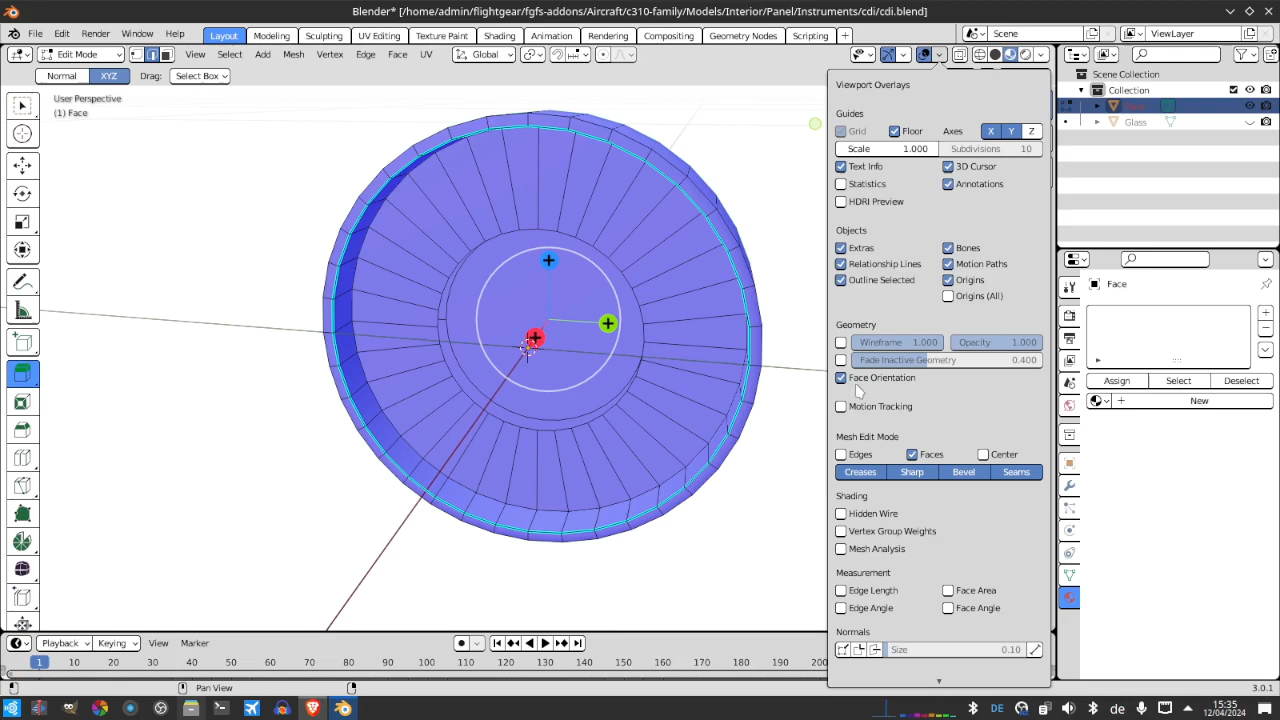 Blender* [/home/admin/flightgear/fgfs-addons/Aircraft/c310-family/Models/Interior/Panel/Instruments/cdi/cdi.blend]
File Edit Render Window Help Layout Modeling Sculpting UV Editing Texture Paint Shading Animation Rendering Compositing Geometry Nodes Scripting + Scene ViewLayer
Edit Mode View Select Add Mesh Vertex Edge Face UV Global
Normal XYZ Drag: Select Box
User Perspective
(1) Face
Viewport Overlays
Guides
Grid Floor Axes X Y Z
Scale 1.000 Subdivisions 10
Text Info 3D Cursor
Statistics Annotations
HDRI Preview
Objects
Extras Bones
Relationship Lines Motion Paths
Outline Selected Origins
Origins (All)
Geometry
Wireframe 1.000 Opacity 1.000
Fade Inactive Geometry 0.400
Face Orientation
Motion Tracking
Mesh Edit Mode
Edges Faces Center
Creases Sharp Bevel Seams
Shading
Hidden Wire
Vertex Group Weights
Mesh Analysis
Measurement
Edge Length Face Area
Edge Angle Face Angle
Normals
Size 0.10
Scene Collection
Collection
Face
Glass
Face
Assign Select Deselect
New
Playback Keying View Marker
1 10 20 30 40 50 60 70 80 90 100 110 120 130 140 150 160 170 180 190 200
Pan View 3.0.1
DE de 15:35
12/04/2024